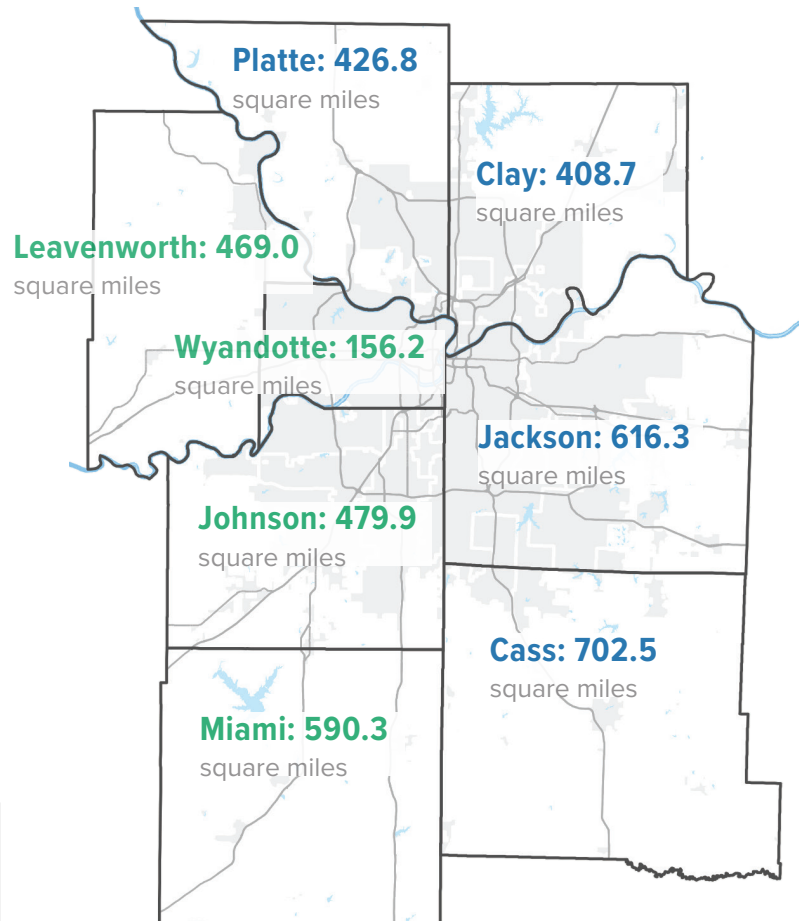 Platte: 426.8
square miles
Clay: 408.7
square miles
Leavenworth: 469.0
square miles
Wyandotte: 156.2
square miles
Jackson: 616.3
square miles
Johnson: 479.9
square miles
Cass: 702.5
square miles
Miami: 590.3
square miles